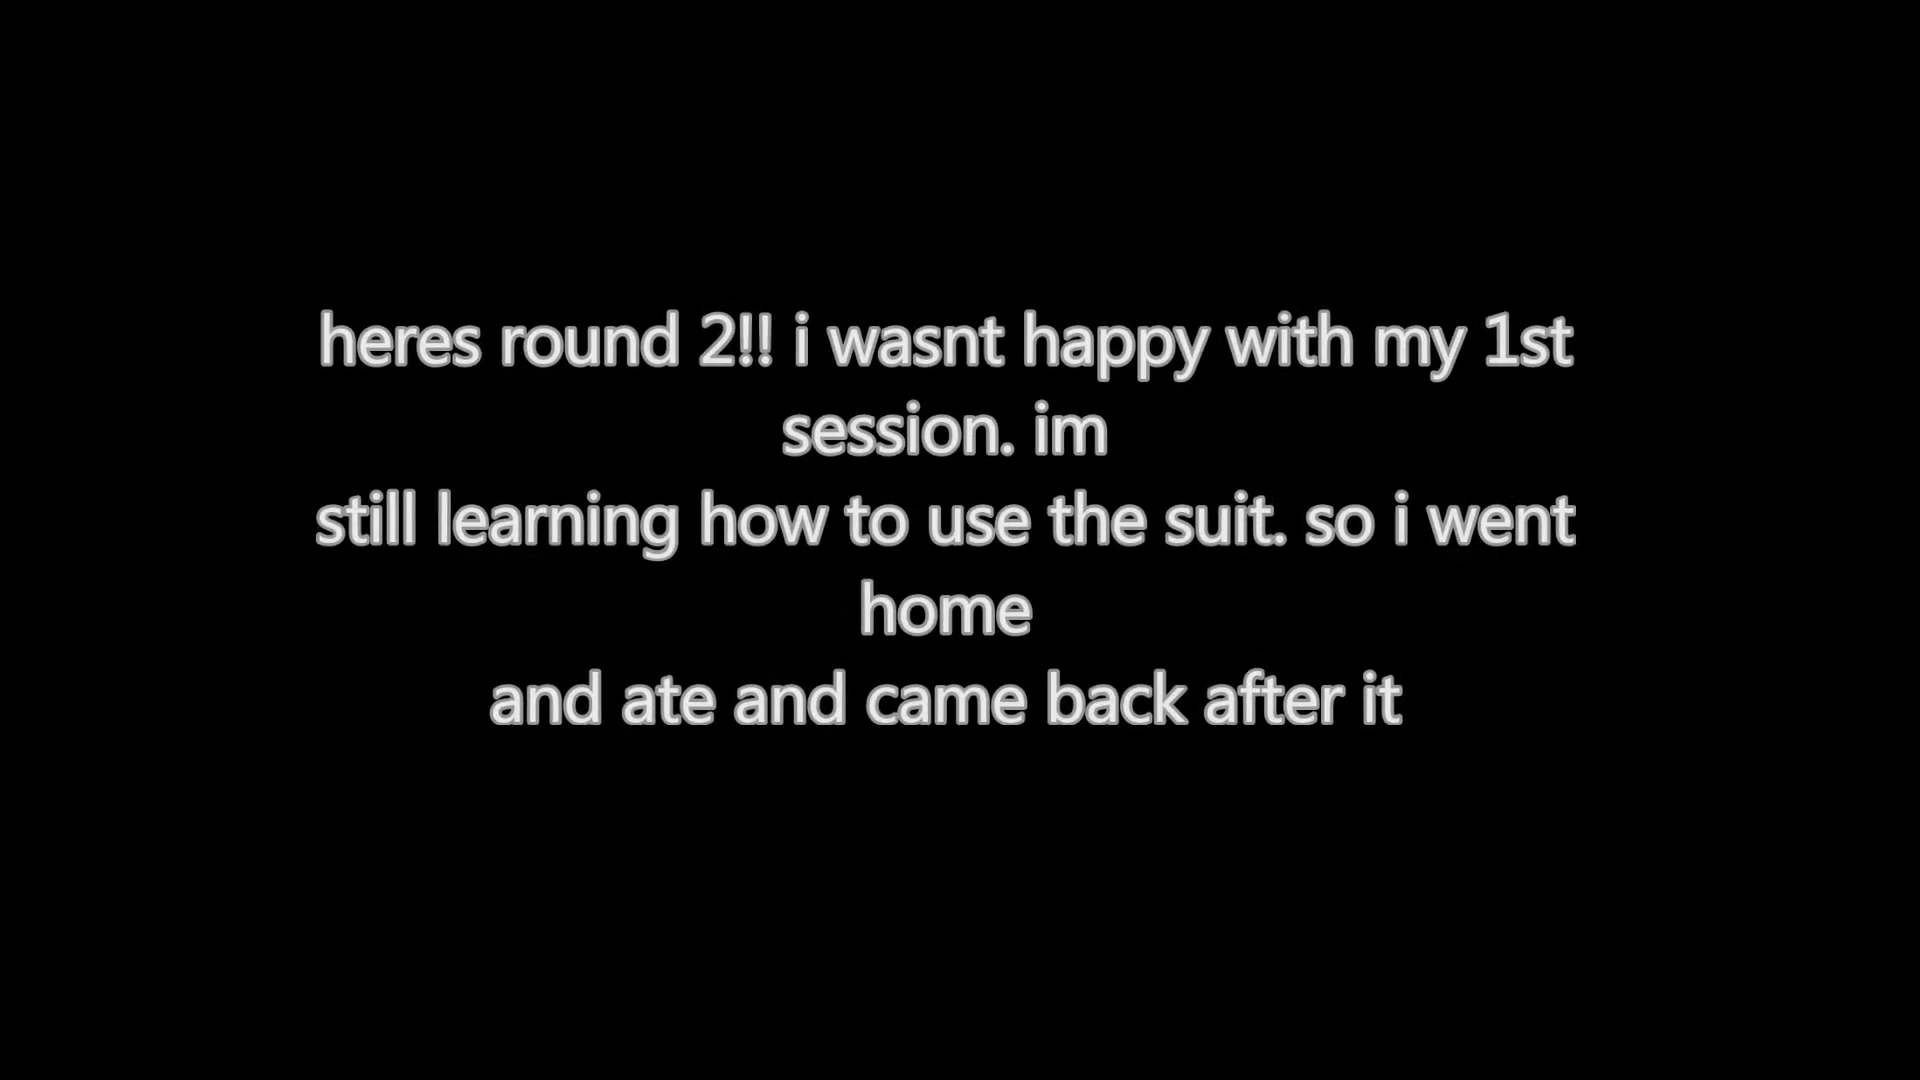 heres round 2!! i wasnt happy with my 1st
session. im
still learning how to use the suit. so i went
home
and ate and came back after it